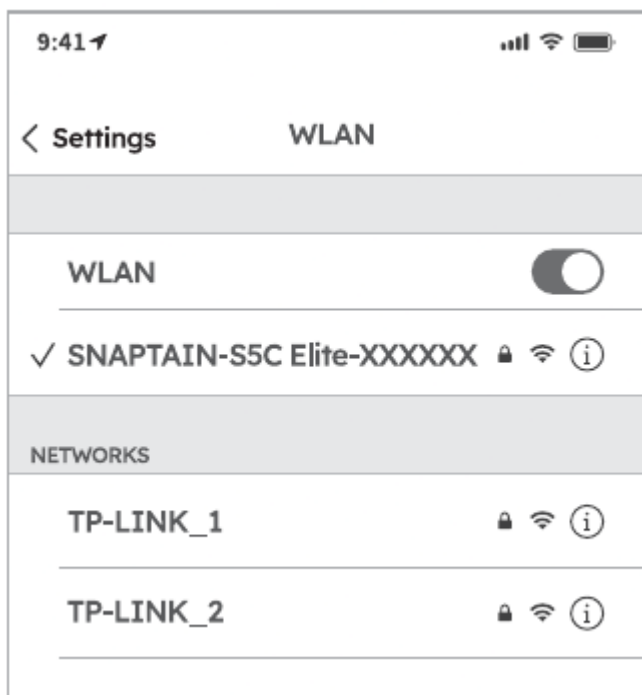 9:41
Settings WLAN
WLAN
SNAPTAIN-S5C Elite-XXXXXX
NETWORKS
TP-LINK_1
TP-LINK_2